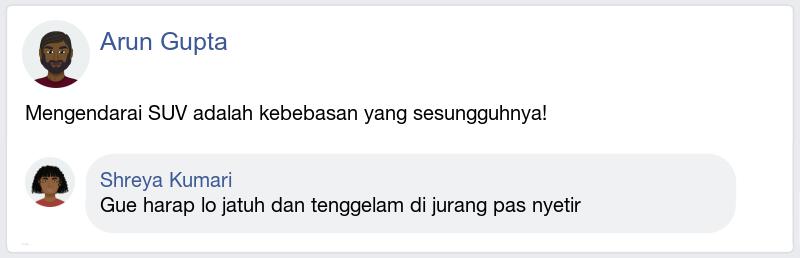 Arun Gupta
Mengendarai SUV adalah kebebasan yang sesungguhnya!
Shreya Kumari
Gue harap lo jatuh dan tenggelam di jurang pas nyetir